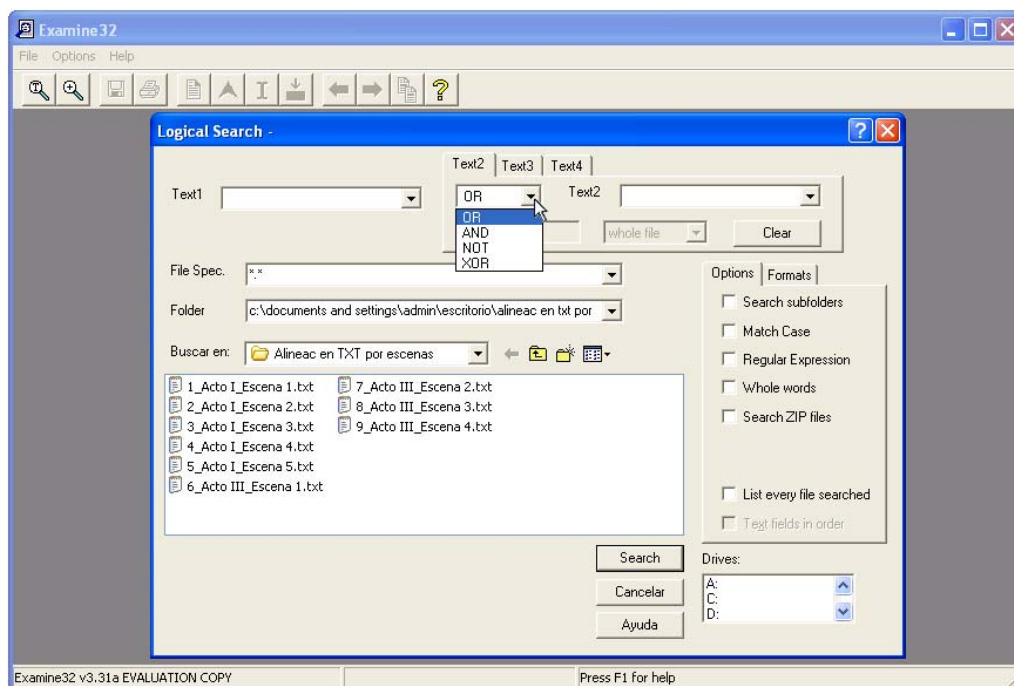 Examine32
File Options Help
Logical Search -
Text2 Text3 Text4
Text1 OR Text2
OR
AND
NOT
XOR
whole file Clear
File Spec. *.*
Folder c:\documents and settings\admin\escritorio\alineac en txt por
Buscar en: Alineac en TXT por escenas
1_Acto I_Escena 1.txt
2_Acto I_Escena 2.txt
3_Acto I_Escena 3.txt
4_Acto I_Escena 4.txt
5_Acto I_Escena 5.txt
6_Acto III_Escena 1.txt
7_Acto III_Escena 2.txt
8_Acto III_Escena 3.txt
9_Acto III_Escena 4.txt
Options Formats
Search subfolders
Match Case
Regular Expression
Whole words
Search ZIP files
List every file searched
Text fields in order
Search
Cancelar
Ayuda
Drives:
A:
C:
D:
Examine32 v3.31a EVALUATION COPY Press F1 for help